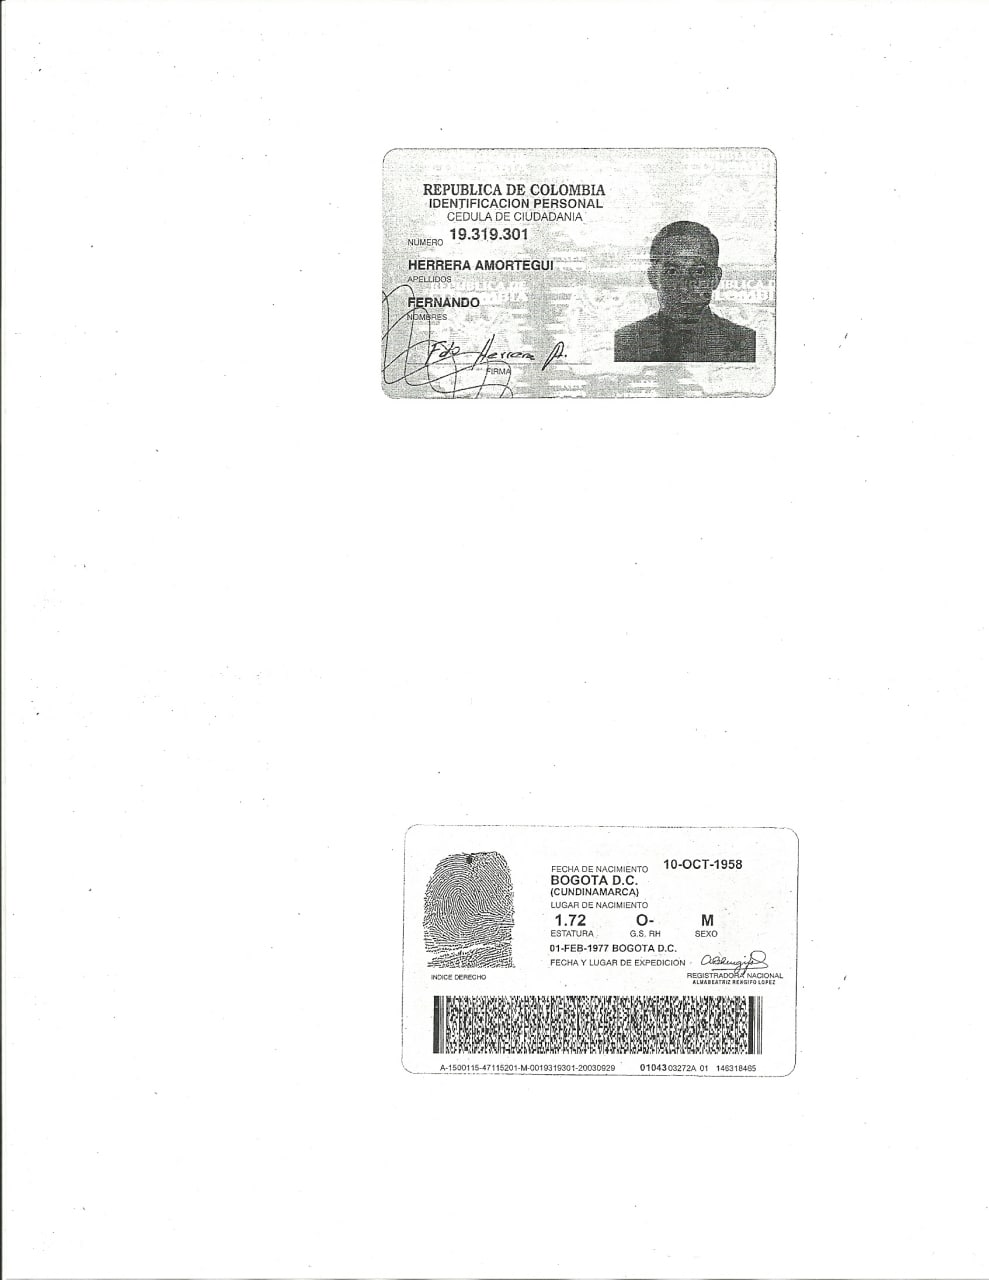 REPUBLICA DE COLOMBIA
IDENTIFICACION PERSONAL
CEDULA DE CIUDADANIA
NUMERO 19.319.301
HERRERA AMORTEGUI
APELLIDOS
FERNANDO
NOMBRES
Fdo Herrera A.
FIRMA
FECHA DE NACIMIENTO 10-OCT-1958
BOGOTA D.C.
(CUNDINAMARCA)
LUGAR DE NACIMIENTO
1.72 O- M
ESTATURA G.S. RH SEXO
01-FEB-1977 BOGOTA D.C.
FECHA Y LUGAR DE EXPEDICION
INDICE DERECHO
REGISTRADORA NACIONAL
ALMABEATRIZ RENGIFO LOPEZ
A-1500115-47115201-M-0019319301-20030929 0104303272A 01 146318465